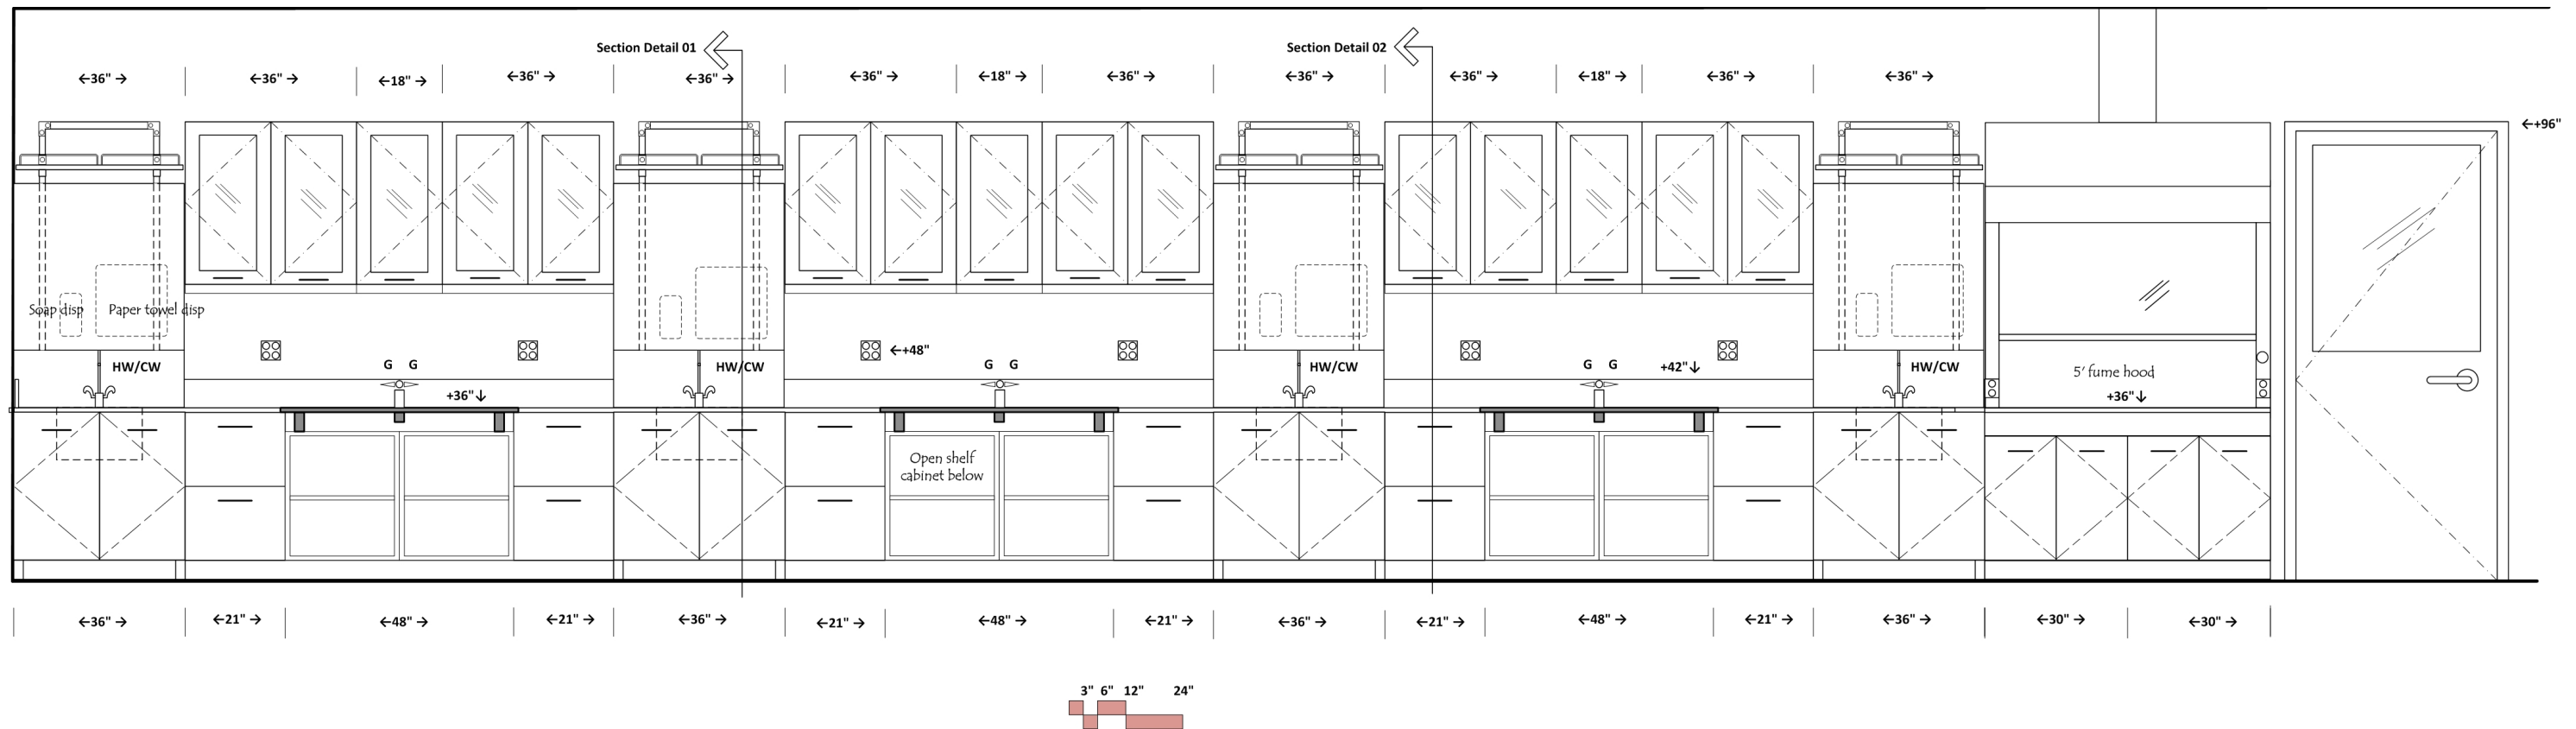 Section Detail 01
Section Detail 02
←36" →
←36" →
←18" →
←36" →
←36" →
←36" →
←18" →
←36" →
←36" →
←36" →
←18" →
←36" →
←36" →
←+96"
Soap disp
Paper towel disp
←+48"
HW/CW
G G
HW/CW
G G
HW/CW
G G
+42"↓
HW/CW
5' fume hood
+36"↓
+36"↓
Open shelf
cabinet below
←36" →
←21" →
←48" →
←21" →
←36" →
←21" →
←48" →
←21" →
←36" →
←21" →
←48" →
←21" →
←36" →
←30" →
←30" →
3" 6" 12" 24"